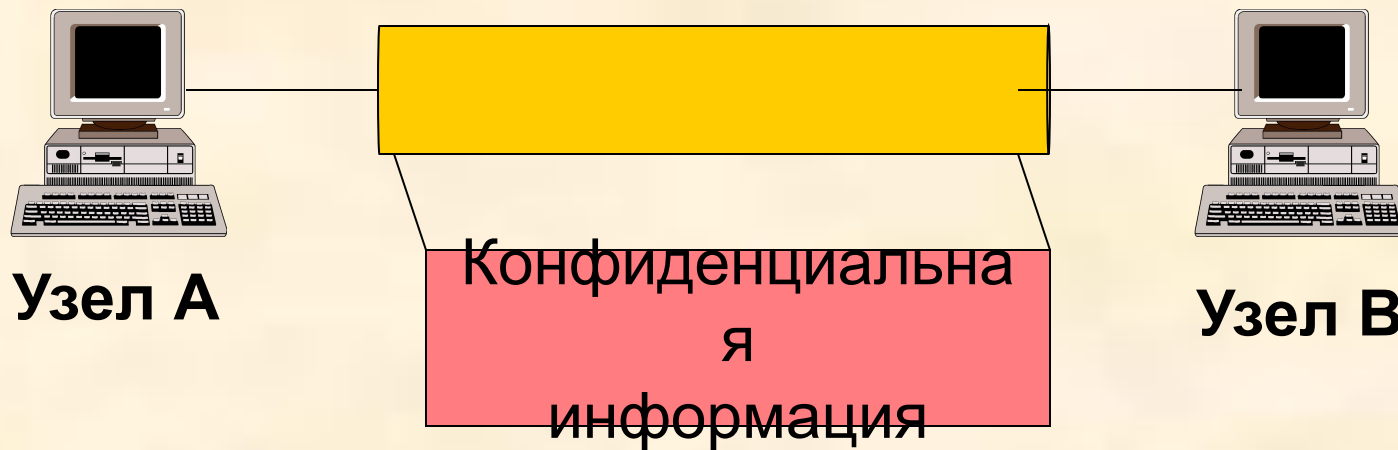 Узел А
Конфиденциальна
я
информация
Узел В